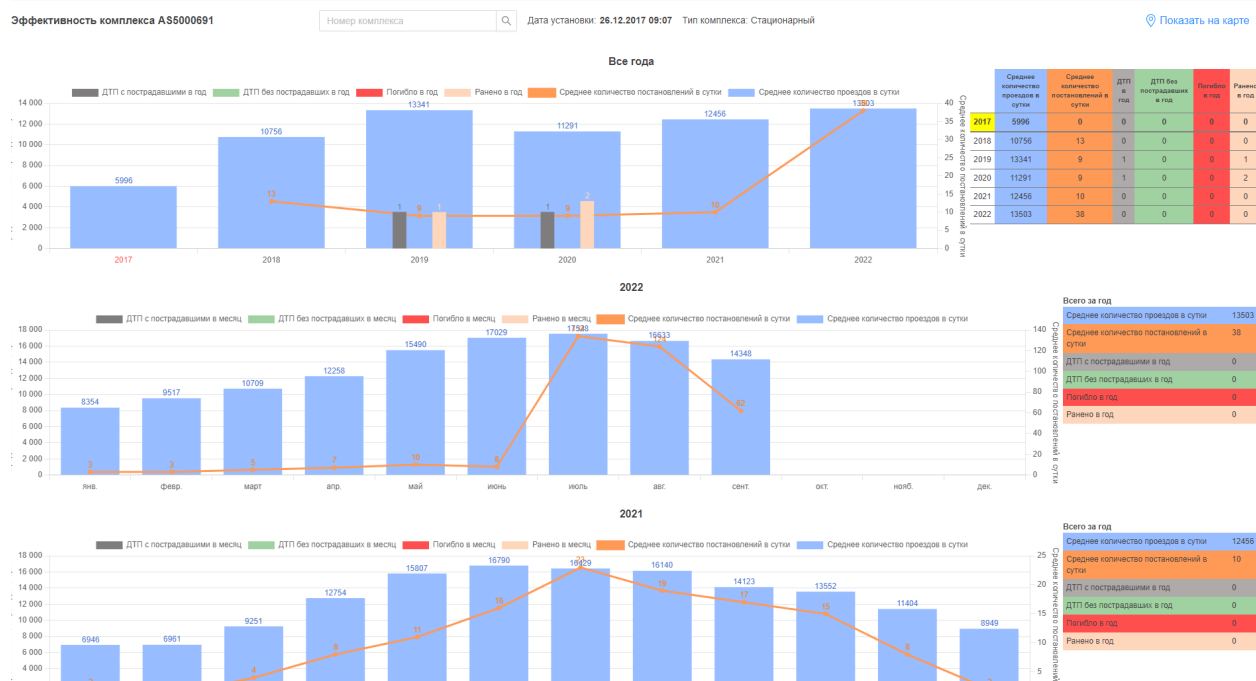 Эффективность комплекса AS5000691
Номер комплекса
Дата установки: 26.12.2017 09:07 Тип комплекса: Стационарный
Показать на карте
Все года
ДТП с пострадавшими в год ДТП без пострадавших в год Погибло в год Ранено в год Среднее количество постановлений в сутки Среднее количество проездов в сутки
14 000
12 000
10 000
8 000
6 000
4 000
2 000
0
5996
10756
13341
11291
12456
13503
13
9
9
10
38
1
1
1
2
40
35
30
25
20
15
10
5
0
Среднее количество постановлений в сутки
2017 2018 2019 2020 2021 2022
Среднее количество проездов в сутки
Среднее количество постановлений в сутки
ДТП в год
ДТП без пострадавших в год
Погибло в год
Ранено в год
2017 5996 0 0 0 0 0
2018 10756 13 0 0 0 0
2019 13341 9 1 0 0 1
2020 11291 9 1 0 0 2
2021 12456 10 0 0 0 0
2022 13503 38 0 0 0 0
2022
ДТП с пострадавшими в месяц ДТП без пострадавших в месяц Погибло в месяц Ранено в месяц Среднее количество постановлений в сутки Среднее количество проездов в сутки
18 000
16 000
14 000
12 000
10 000
8 000
6 000
4 000
2 000
0
8354
9517
10709
12258
15490
17029
16633
14348
3
3
5
7
10
8
124
62
140
120
100
80
60
40
20
0
Среднее количество постановлений в сутки
янв. февр. март апр. май июнь июль авг. сент. окт. нояб. дек.
Всего за год
Среднее количество проездов в сутки 13503
Среднее количество постановлений в сутки 38
ДТП с пострадавшими в год 0
ДТП без пострадавших в год 0
Погибло в год 0
Ранено в год 0
2021
ДТП с пострадавшими в месяц ДТП без пострадавших в месяц Погибло в месяц Ранено в месяц Среднее количество постановлений в сутки Среднее количество проездов в сутки
18 000
16 000
14 000
12 000
10 000
8 000
6 000
4 000
6946
6961
9251
12754
15807
16790
16140
14123
13552
11404
8949
4
8
11
16
23
19
17
15
8
25
20
15
10
5
Всего за год
Среднее количество проездов в сутки 12456
Среднее количество постановлений в сутки 10
ДТП с пострадавшими в год 0
ДТП без пострадавших в год 0
Погибло в год 0
Ранено в год 0